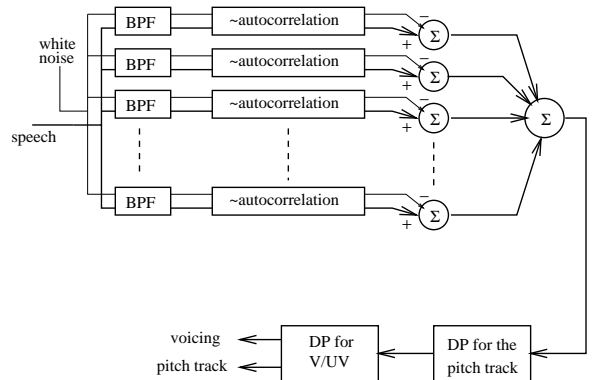 BPF ~autocorrelation − + Σ
white
noise
BPF ~autocorrelation − + Σ
BPF ~autocorrelation − + Σ
Σ
speech
BPF ~autocorrelation − + Σ
voicing
pitch track
DP for
V/UV
DP for the
pitch track